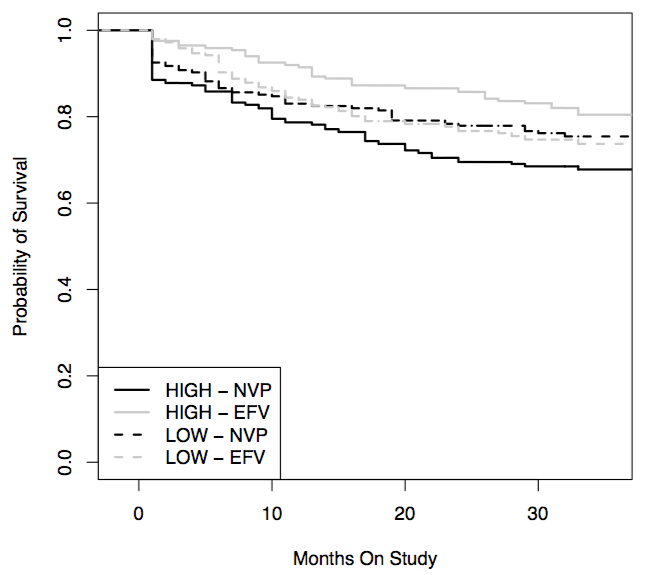 1.0
0.8
0.6
0.4
0.2
0.0
Probability of Survival
HIGH − NVP
HIGH − EFV
LOW − NVP
LOW − EFV
0 10 20 30
Months On Study